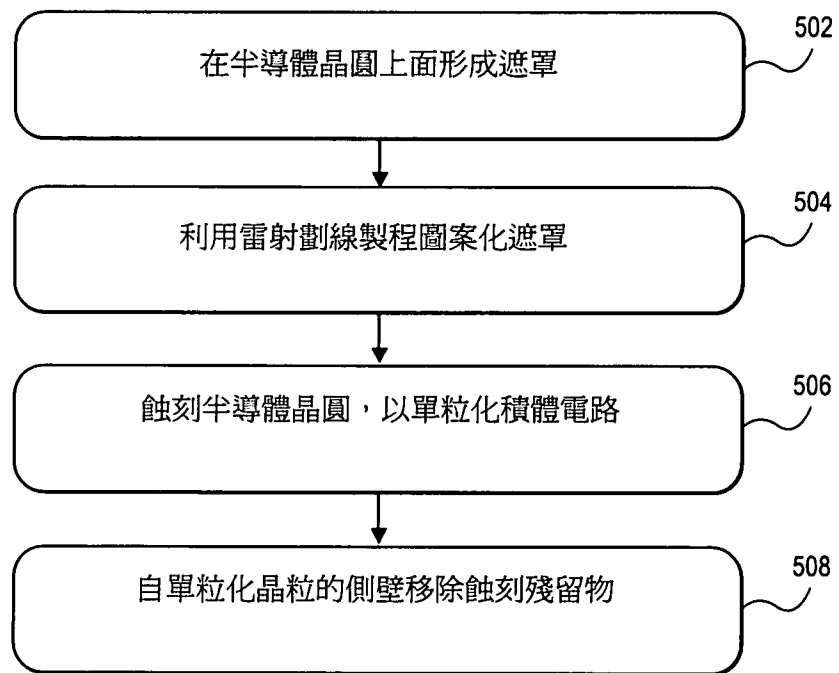 在半導體晶圓上面形成遮罩
502
利用雷射劃線製程圖案化遮罩
504
蝕刻半導體晶圓，以單粒化積體電路
506
自單粒化晶粒的側壁移除蝕刻殘留物
508